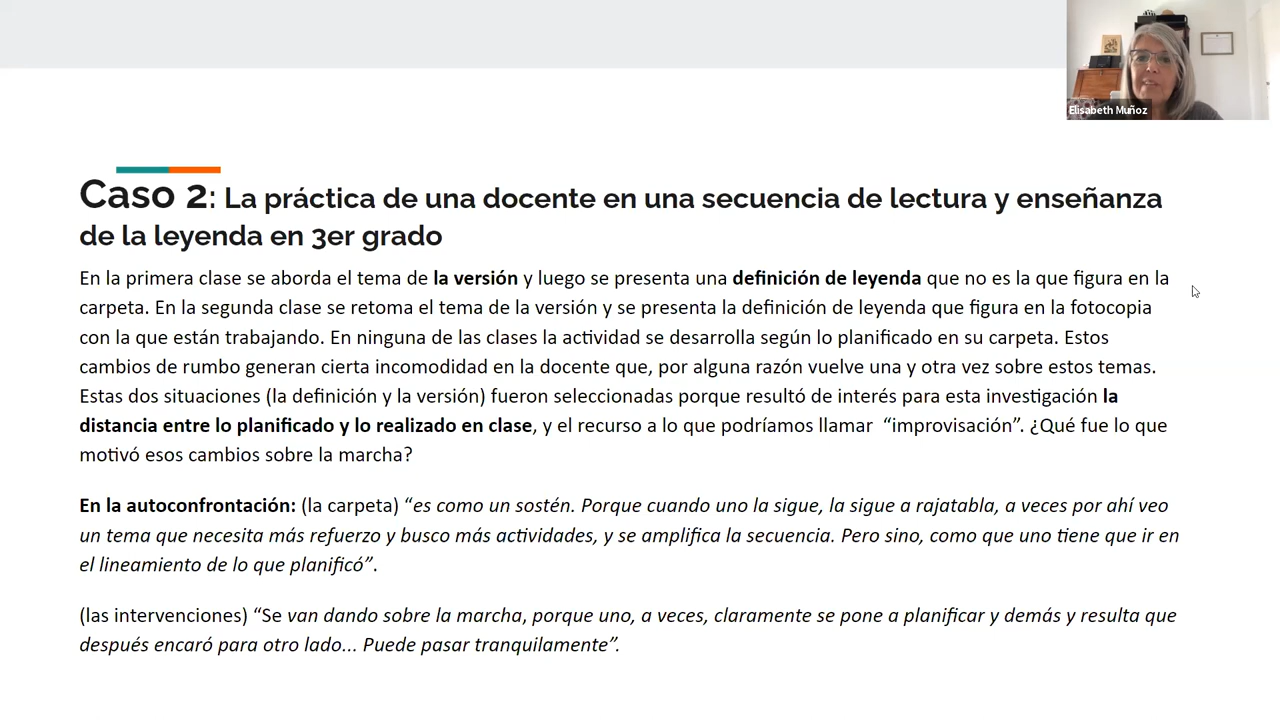 Elisabeth Muñoz
Caso 2: La práctica de una docente en una secuencia de lectura y enseñanza
de la leyenda en 3er grado
En la primera clase se aborda el tema de la versión y luego se presenta una definición de leyenda que no es la que figura en la
carpeta. En la segunda clase se retoma el tema de la versión y se presenta la definición de leyenda que figura en la fotocopia
con la que están trabajando. En ninguna de las clases la actividad se desarrolla según lo planificado en su carpeta. Estos
cambios de rumbo generan cierta incomodidad en la docente que, por alguna razón vuelve una y otra vez sobre estos temas.
Estas dos situaciones (la definición y la versión) fueron seleccionadas porque resultó de interés para esta investigación la
distancia entre lo planificado y lo realizado en clase, y el recurso a lo que podríamos llamar “improvisación”. ¿Qué fue lo que
motivó esos cambios sobre la marcha?
En la autoconfrontación: (la carpeta) “es como un sostén. Porque cuando uno la sigue, la sigue a rajatabla, a veces por ahí veo
un tema que necesita más refuerzo y busco más actividades, y se amplifica la secuencia. Pero sino, como que uno tiene que ir en
el lineamiento de lo que planificó”.
(las intervenciones) “Se van dando sobre la marcha, porque uno, a veces, claramente se pone a planificar y demás y resulta que
después encaró para otro lado... Puede pasar tranquilamente”.